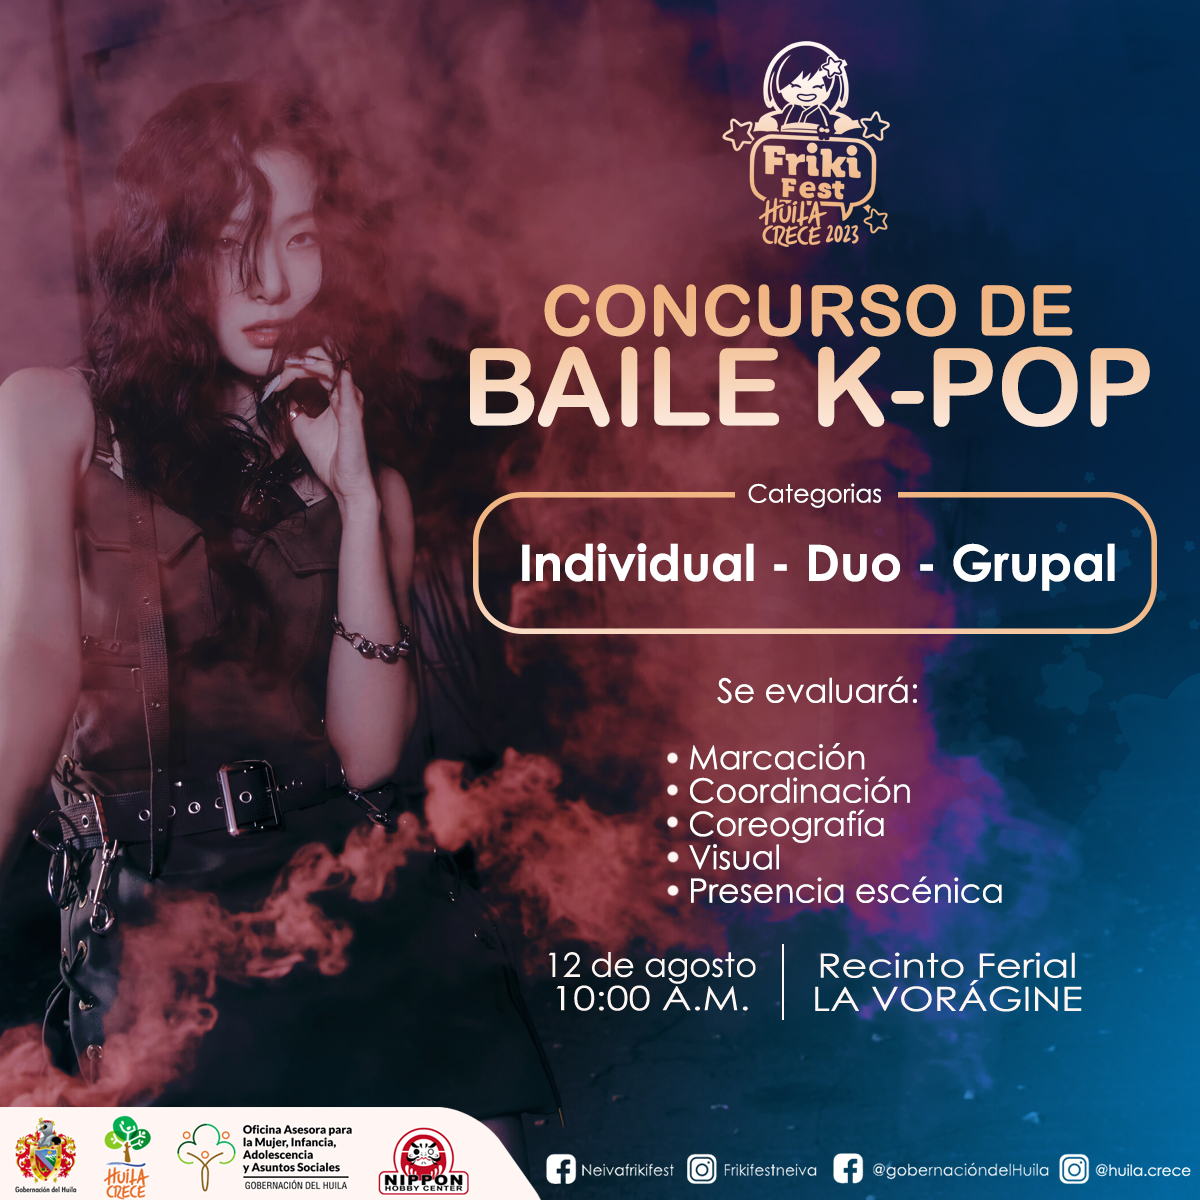 Friki
Fest
HUILA
CRECE 2023
CONCURSO DE
BAILE K-POP
Categorias
Individual - Duo - Grupal
Se evaluará:
• Marcación
• Coordinación
• Coreografía
• Visual
• Presencia escénica
12 de agosto
10:00 A.M.
Recinto Ferial
LA VORÁGINE
Gobernación del Huila
HUILA
CRECE
Oficina Asesora para
la Mujer, Infancia,
Adolescencia
y Asuntos Sociales
GOBERNACIÓN DEL HUILA
NIPPON
HOBBY CENTER
Neivafrikifest
Frikifestneiva
@gobernacióndelHuila
@huila.crece